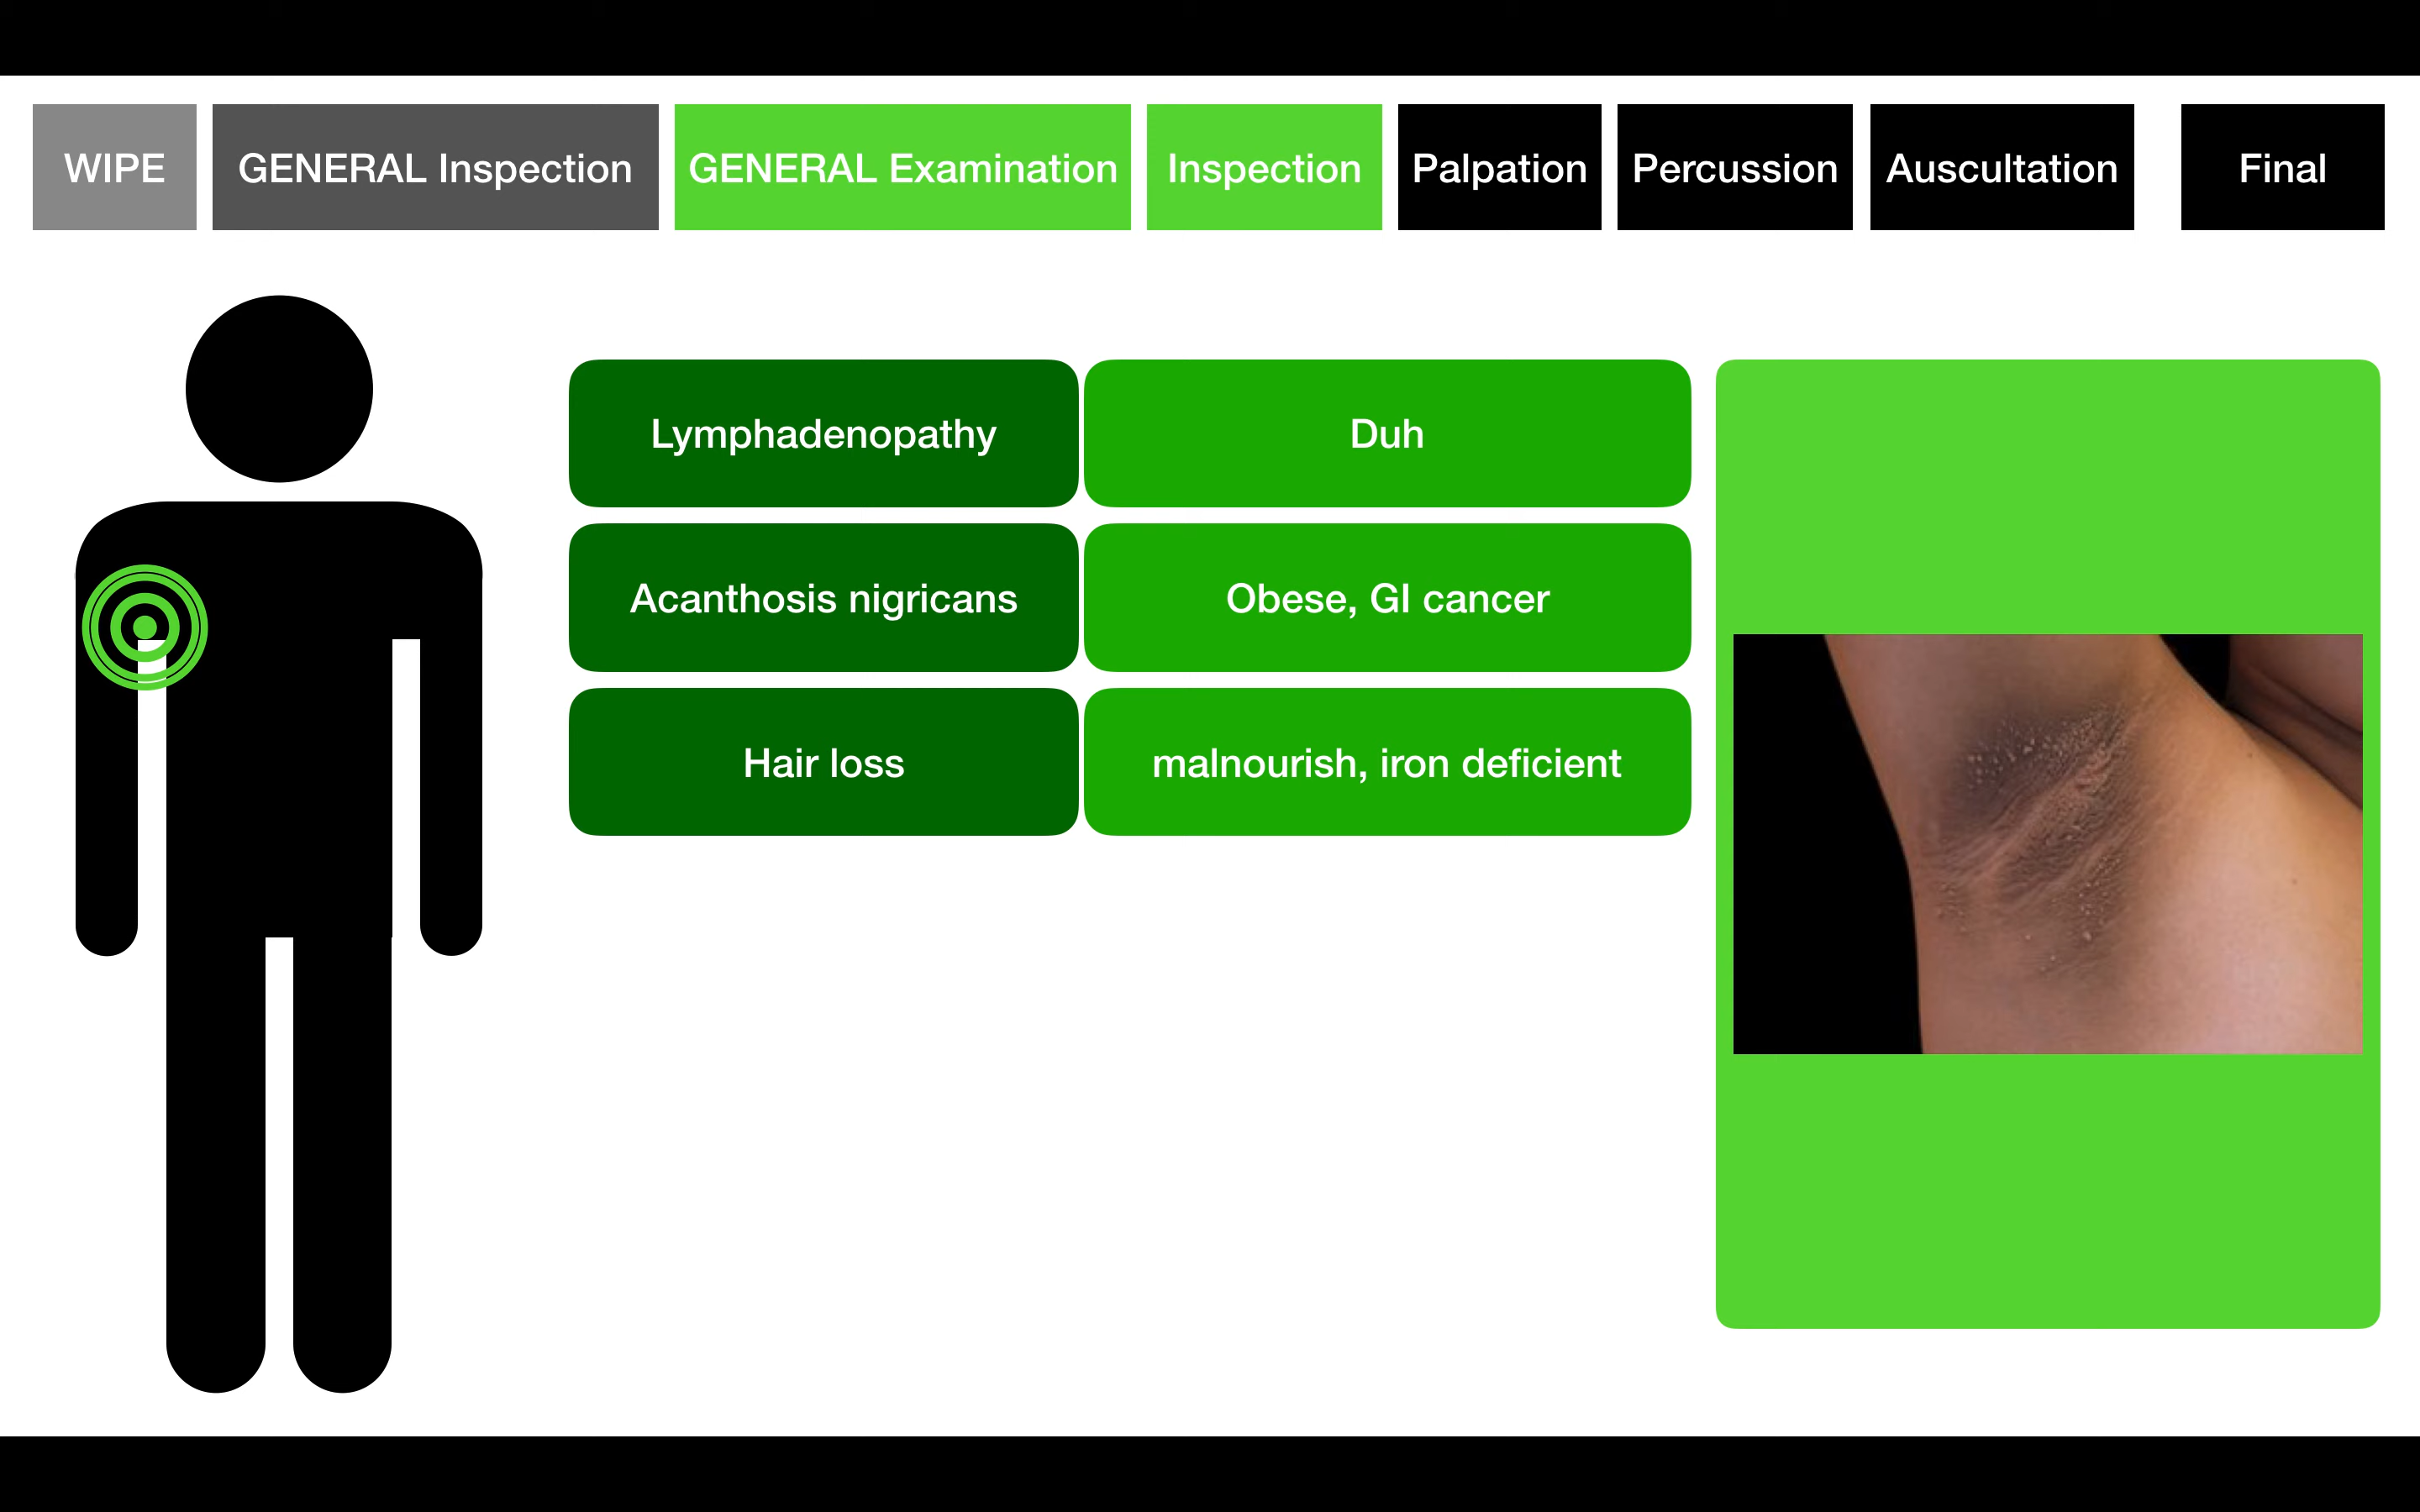 WIPE
GENERAL Inspection
GENERAL Examination
Inspection
Palpation
Percussion
Auscultation
Final
Lymphadenopathy
Duh
Acanthosis nigricans
Obese, GI cancer
Hair loss
malnourish, iron deficient